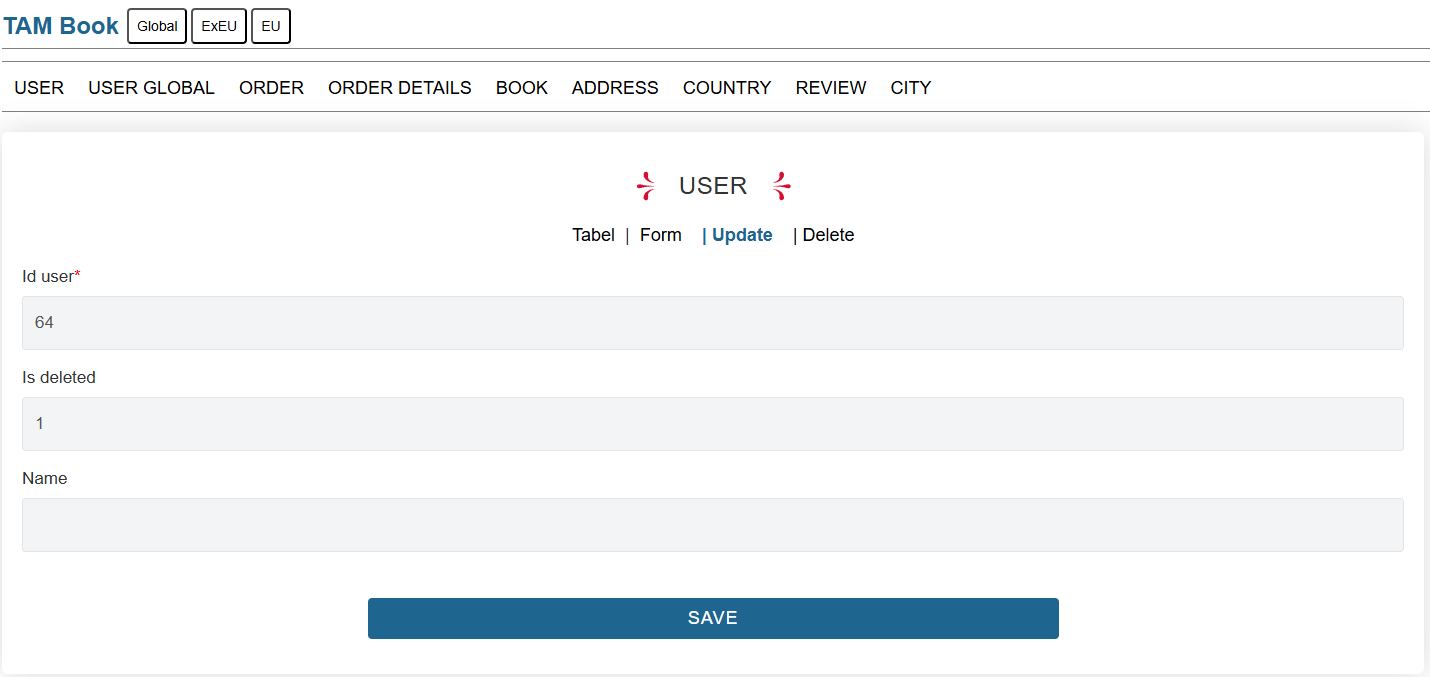 TAM Book Global ExEU EU
USER USER GLOBAL ORDER ORDER DETAILS BOOK ADDRESS COUNTRY REVIEW CITY
USER
Tabel | Form | Update | Delete
Id user*
64
Is deleted
1
Name
SAVE